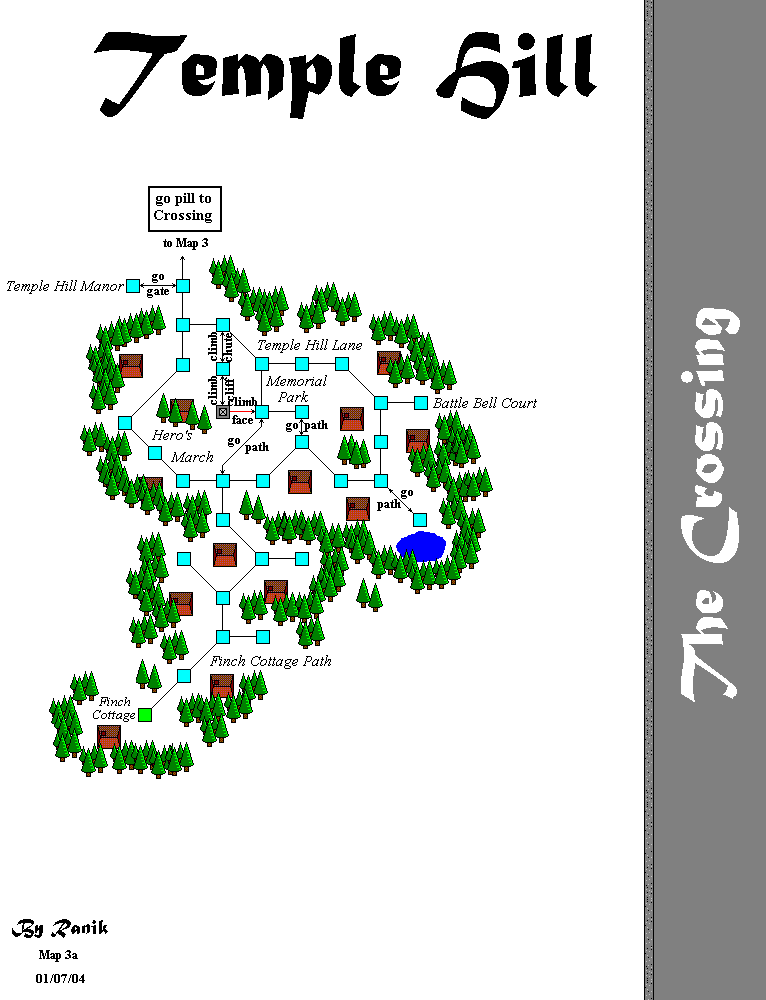 Temple Hill
go pill to
Crossing
to Map 3
Temple Hill Manor
go
gate
climb
chute
Temple Hill Lane
climb
cliff
Memorial
Park
climb
face
Battle Bell Court
Hero's
March
go
path
go path
go
path
Finch Cottage Path
Finch
Cottage
By Ranik
Map 3a
01/07/04
The Crossing